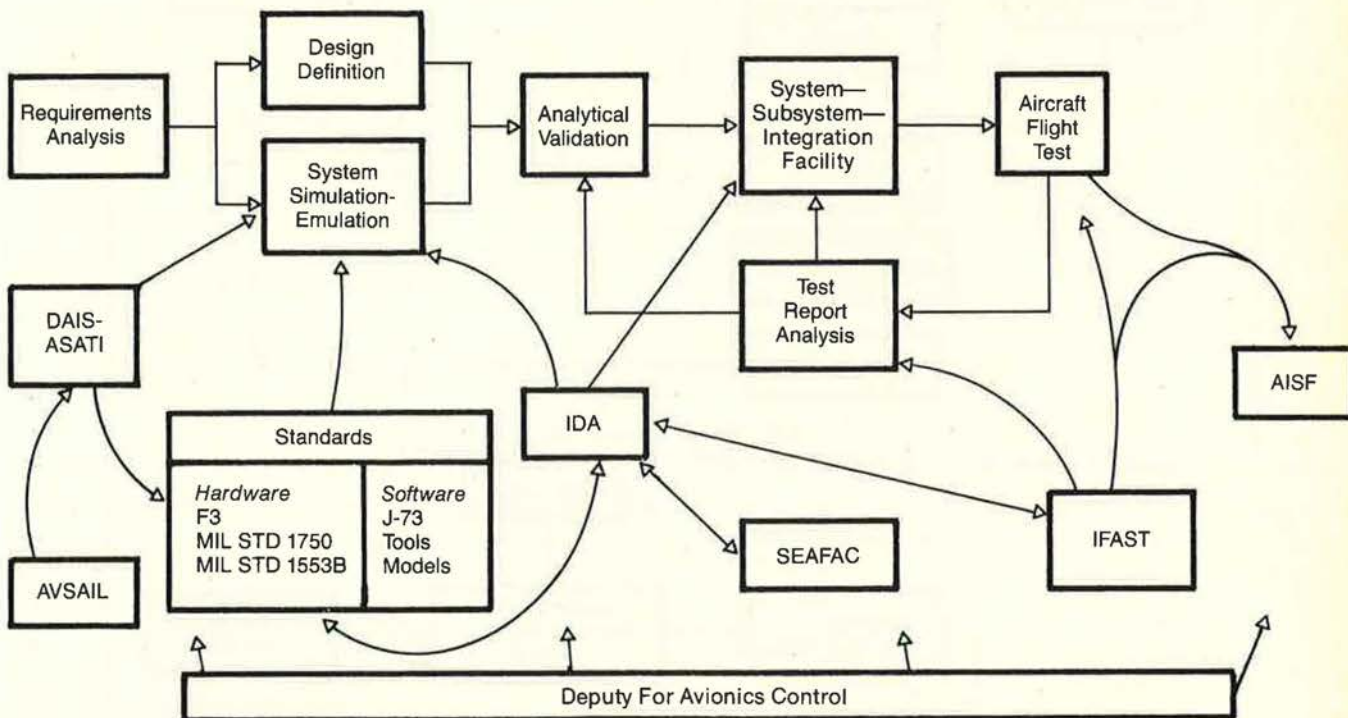 Requirements
Analysis
Design
Definition
System
Simulation-
Emulation
Analytical
Validation
System—
Subsystem—
Integration
Facility
Aircraft
Flight
Test
Test
Report
Analysis
DAIS-
ASATI
AVSAIL
Standards
Hardware
F3
MIL STD 1750
MIL STD 1553B
Software
J-73
Tools
Models
IDA
SEAFAC
IFAST
AISF
Deputy For Avionics Control